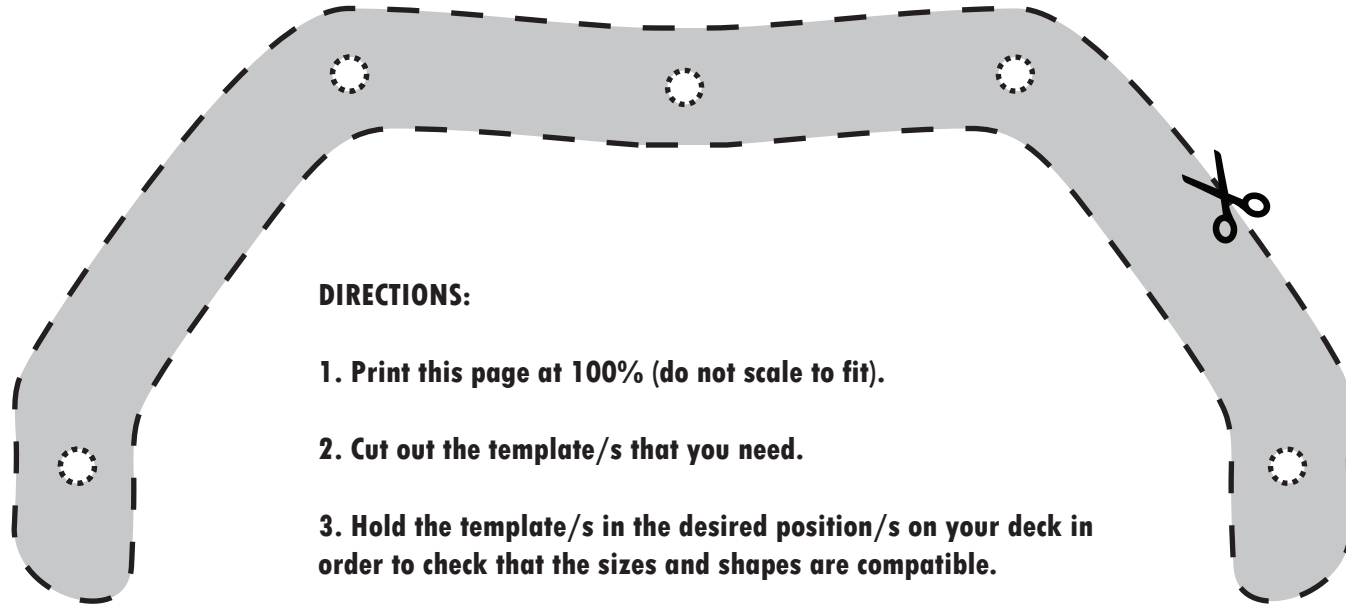 DIRECTIONS:
1. Print this page at 100% (do not scale to fit).
2. Cut out the template/s that you need.
3. Hold the template/s in the desired position/s on your deck in
order to check that the sizes and shapes are compatible.